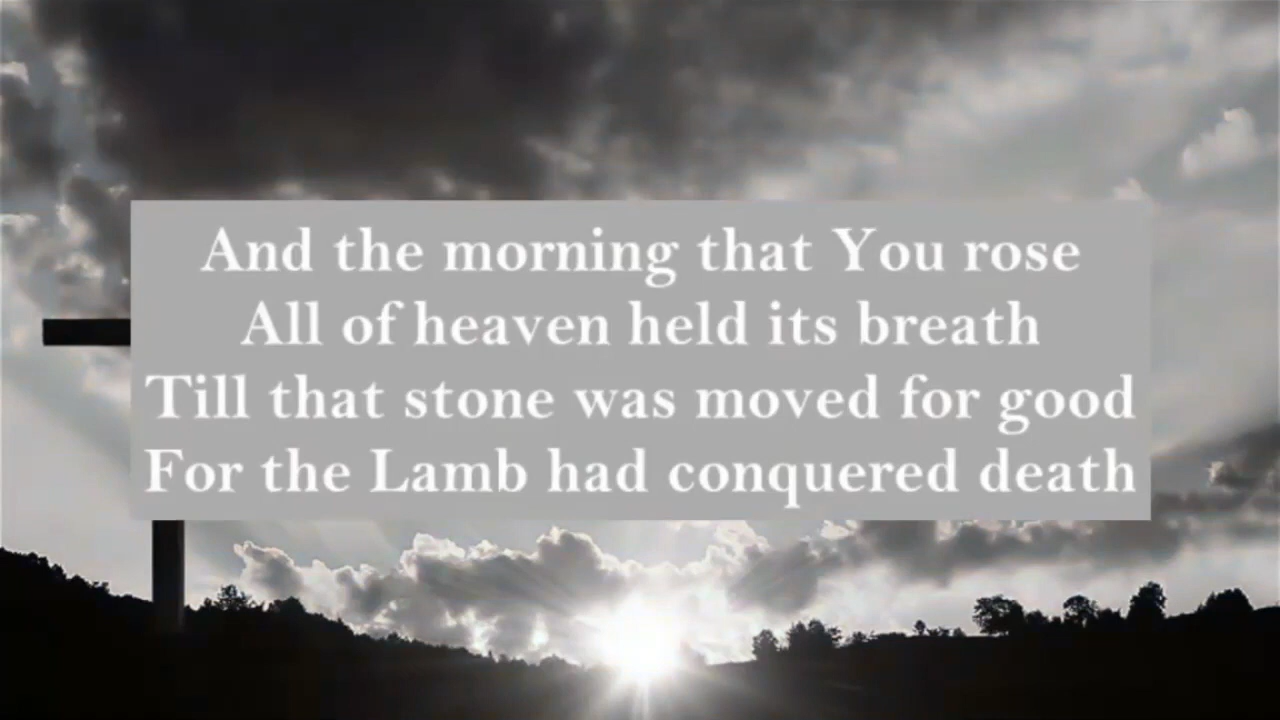 And the morning that You rose
All of heaven held its breath
Till that stone was moved for good
For the Lamb had conquered death